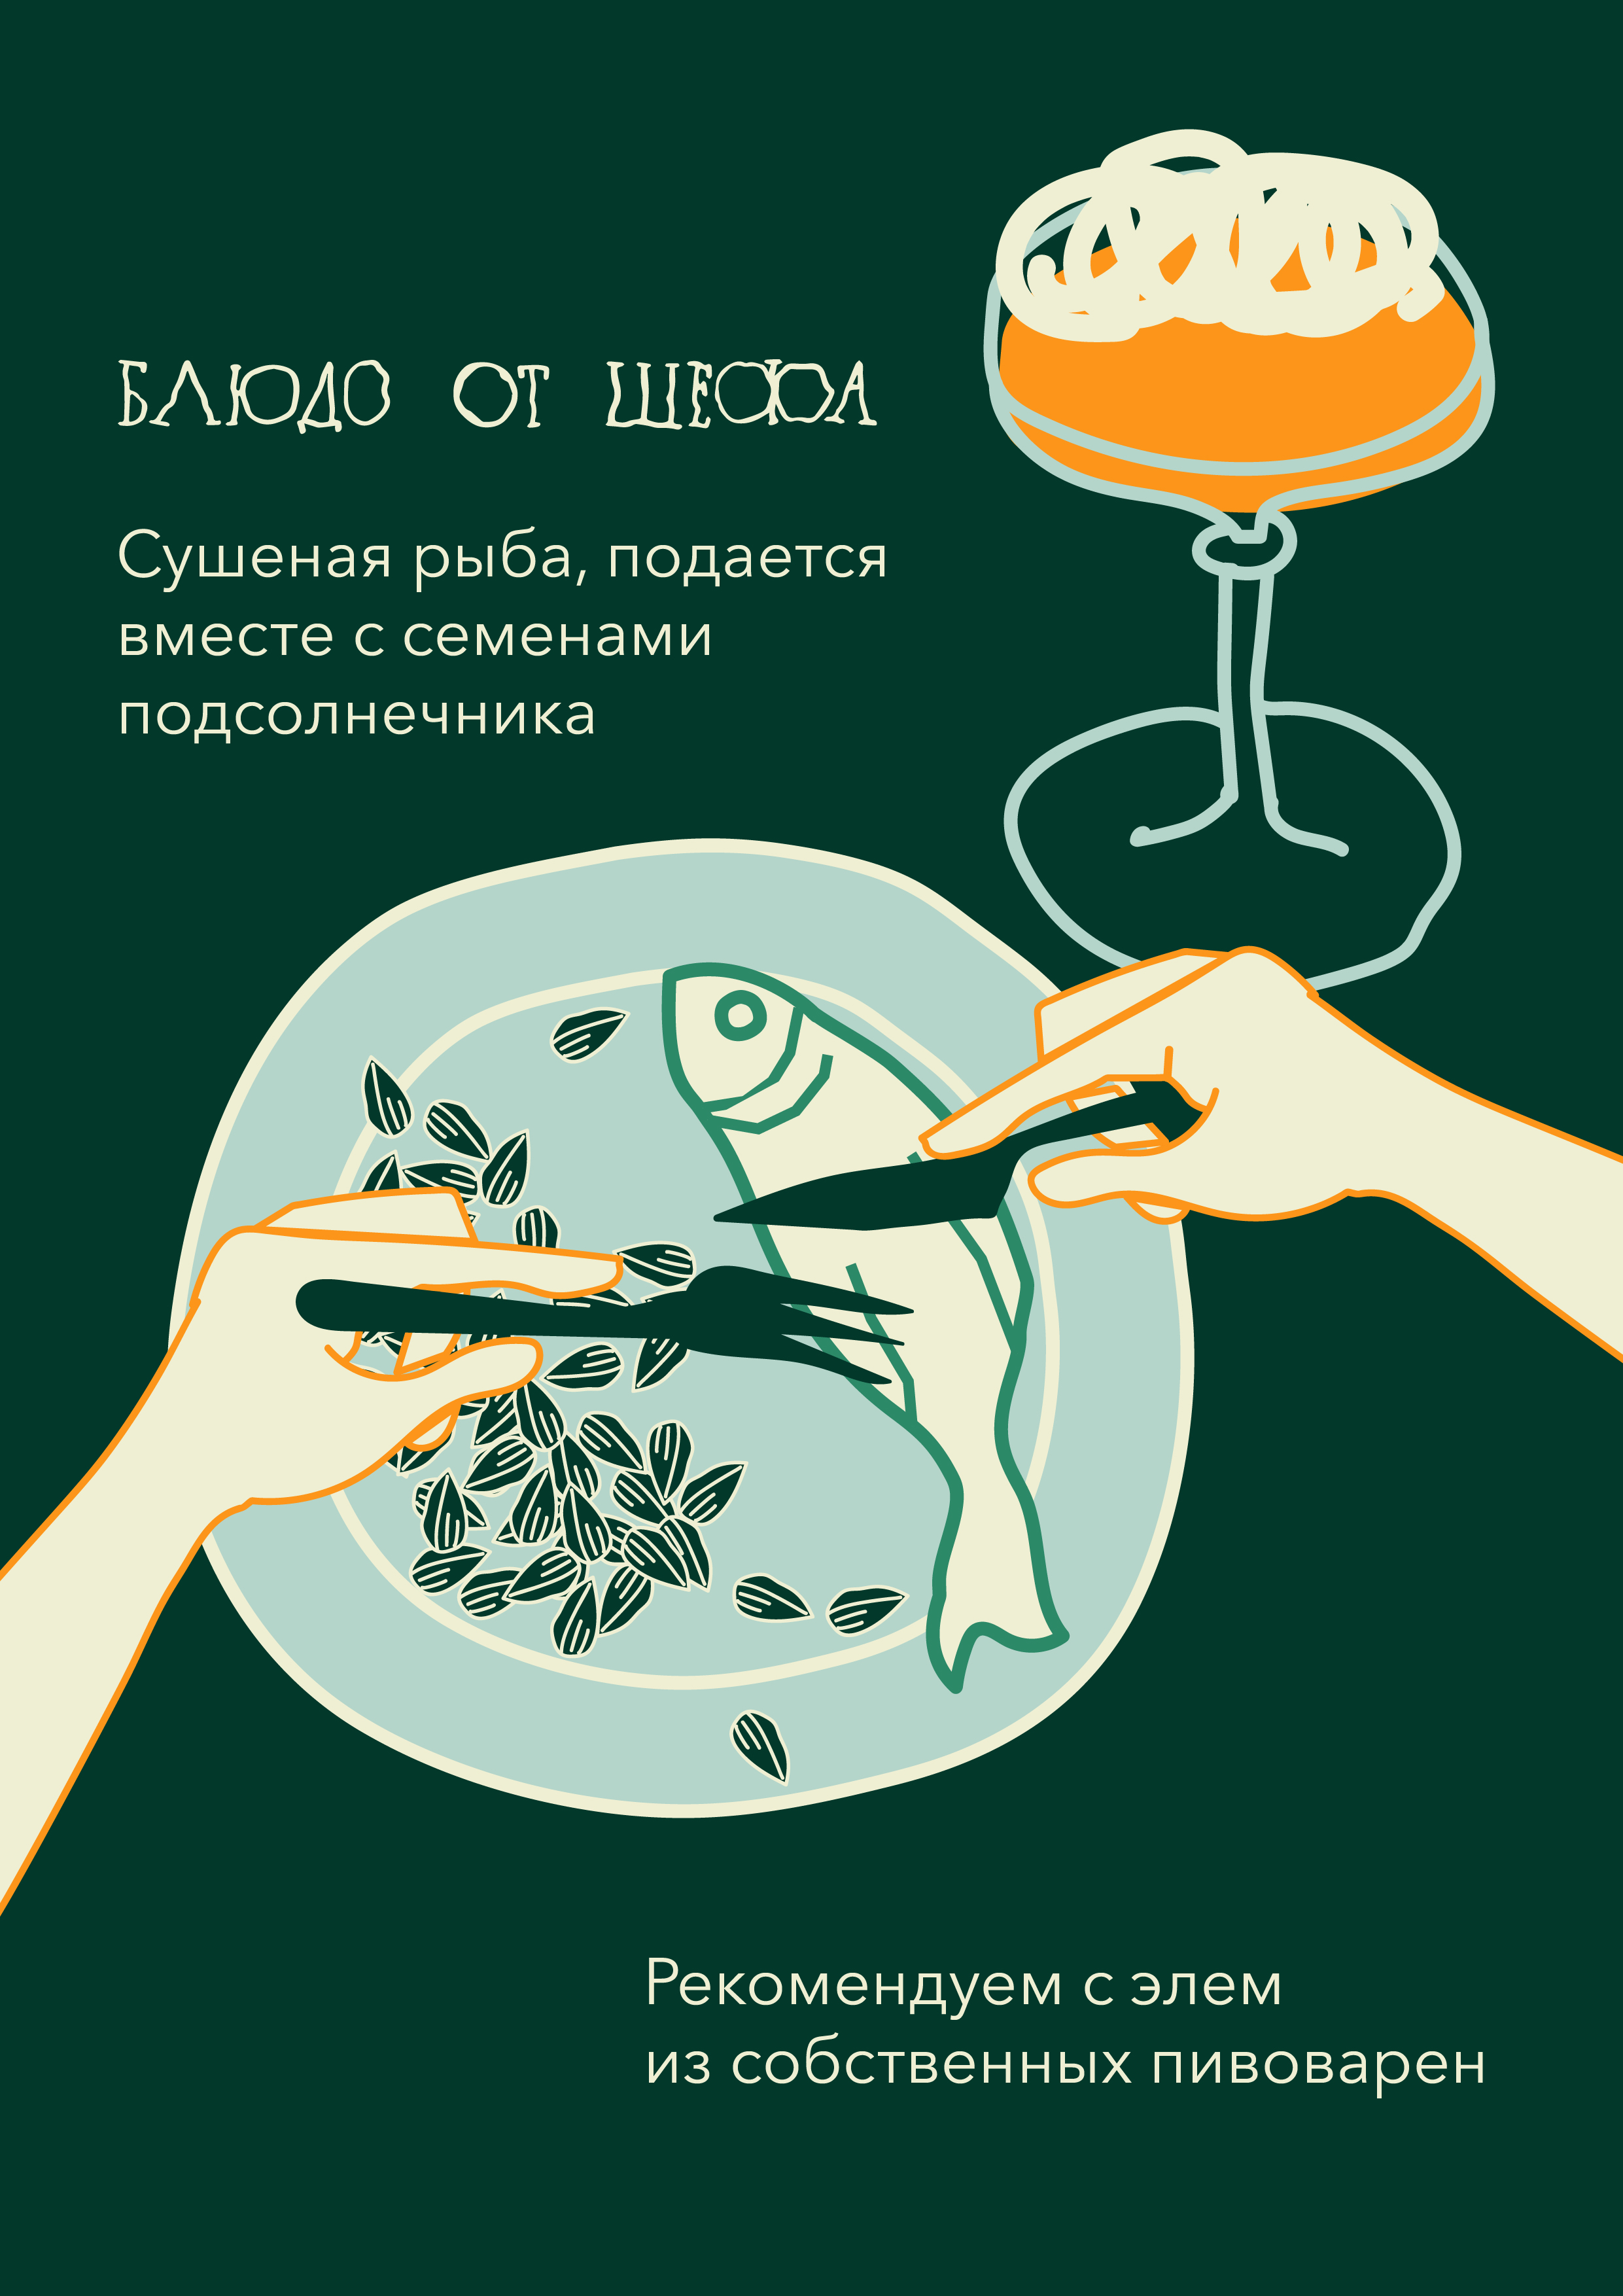 БЛЮДО ОТ ШЕФА
Сушеная рыба, подается
вместе с семенами
подсолнечника
Рекомендуем с элем
из собственных пивоварен